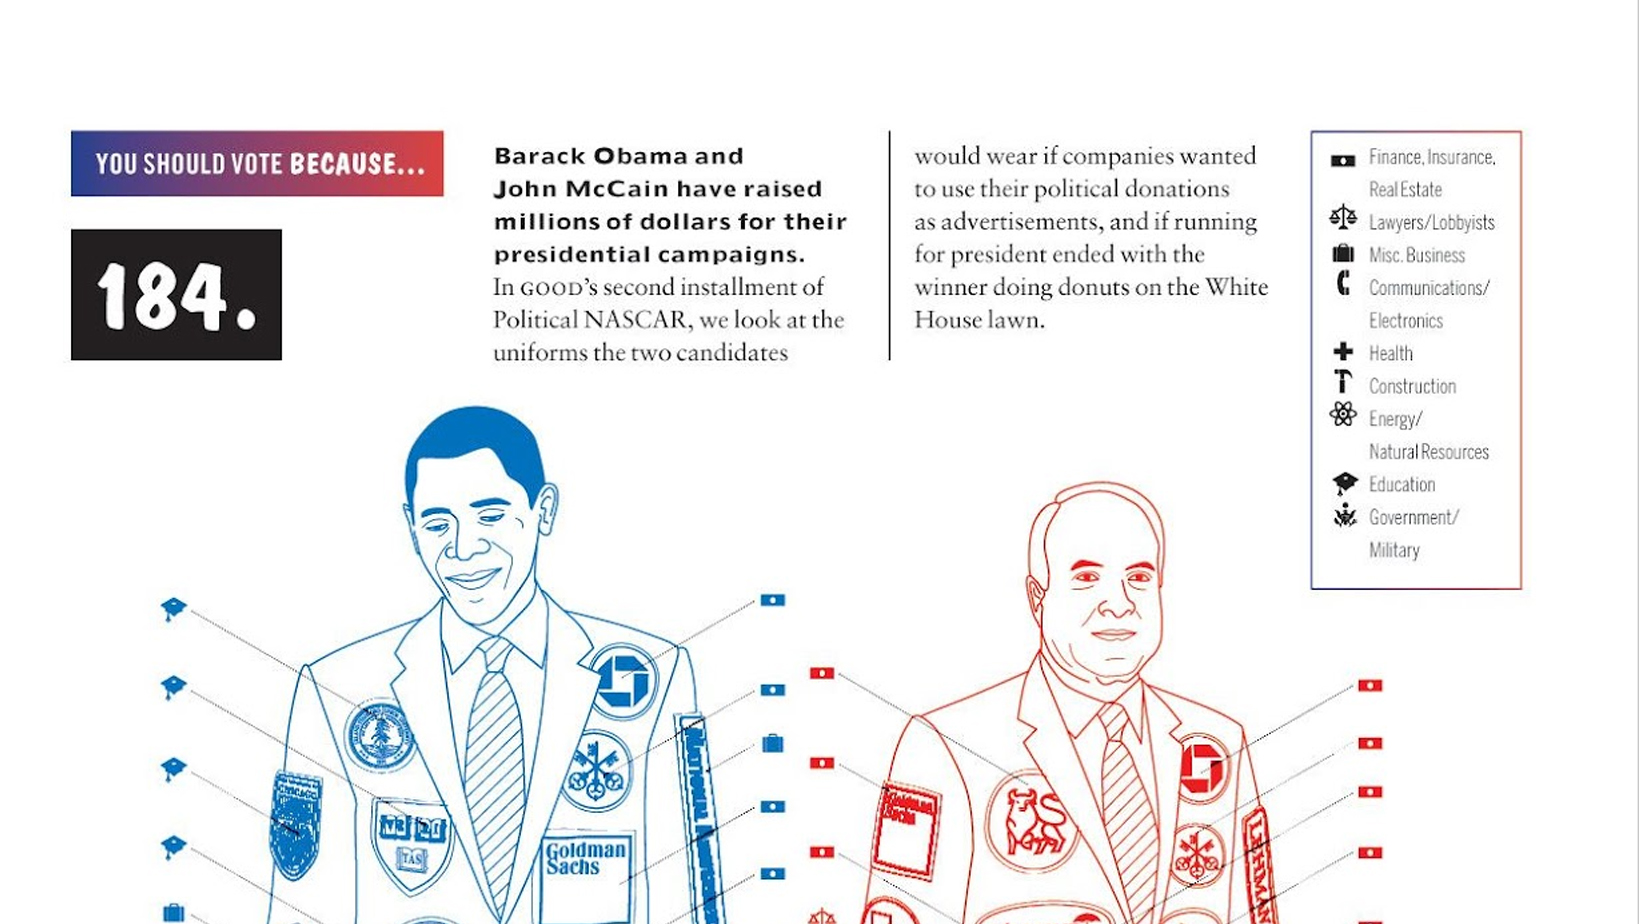 YOU SHOULD VOTE BECAUSE...
184.
Barack Obama and
John McCain have raised
millions of dollars for their
presidential campaigns.
In GOOD's second installment of
Political NASCAR, we look at the
uniforms the two candidates
would wear if companies wanted
to use their political donations
as advertisements, and if running
for president ended with the
winner doing donuts on the White
House lawn.
Finance, Insurance,
Real Estate
Lawyers/Lobbyists
Misc. Business
Communications/
Electronics
Health
Construction
Energy/
Natural Resources
Education
Government/
Military
CHICAGO
VE RI
TAS
Goldman
Sachs
Goldman
Sachs
LEHMAN